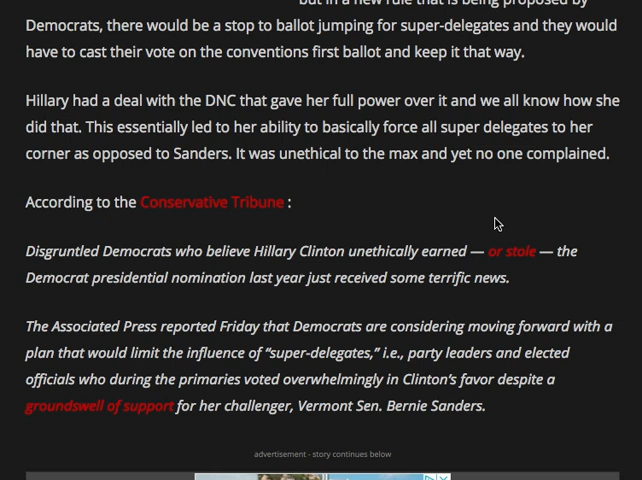 but in a new rule that is being proposed by
Democrats, there would be a stop to ballot jumping for super-delegates and they would
have to cast their vote on the conventions first ballot and keep it that way.
Hillary had a deal with the DNC that gave her full power over it and we all know how she
did that. This essentially led to her ability to basically force all super delegates to her
corner as opposed to Sanders. It was unethical to the max and yet no one complained.
According to the Conservative Tribune :
Disgruntled Democrats who believe Hillary Clinton unethically earned — or stole — the
Democrat presidential nomination last year just received some terrific news.
The Associated Press reported Friday that Democrats are considering moving forward with a
plan that would limit the influence of “super-delegates,” i.e., party leaders and elected
officials who during the primaries voted overwhelmingly in Clinton’s favor despite a
groundswell of support for her challenger, Vermont Sen. Bernie Sanders.
advertisement - story continues below